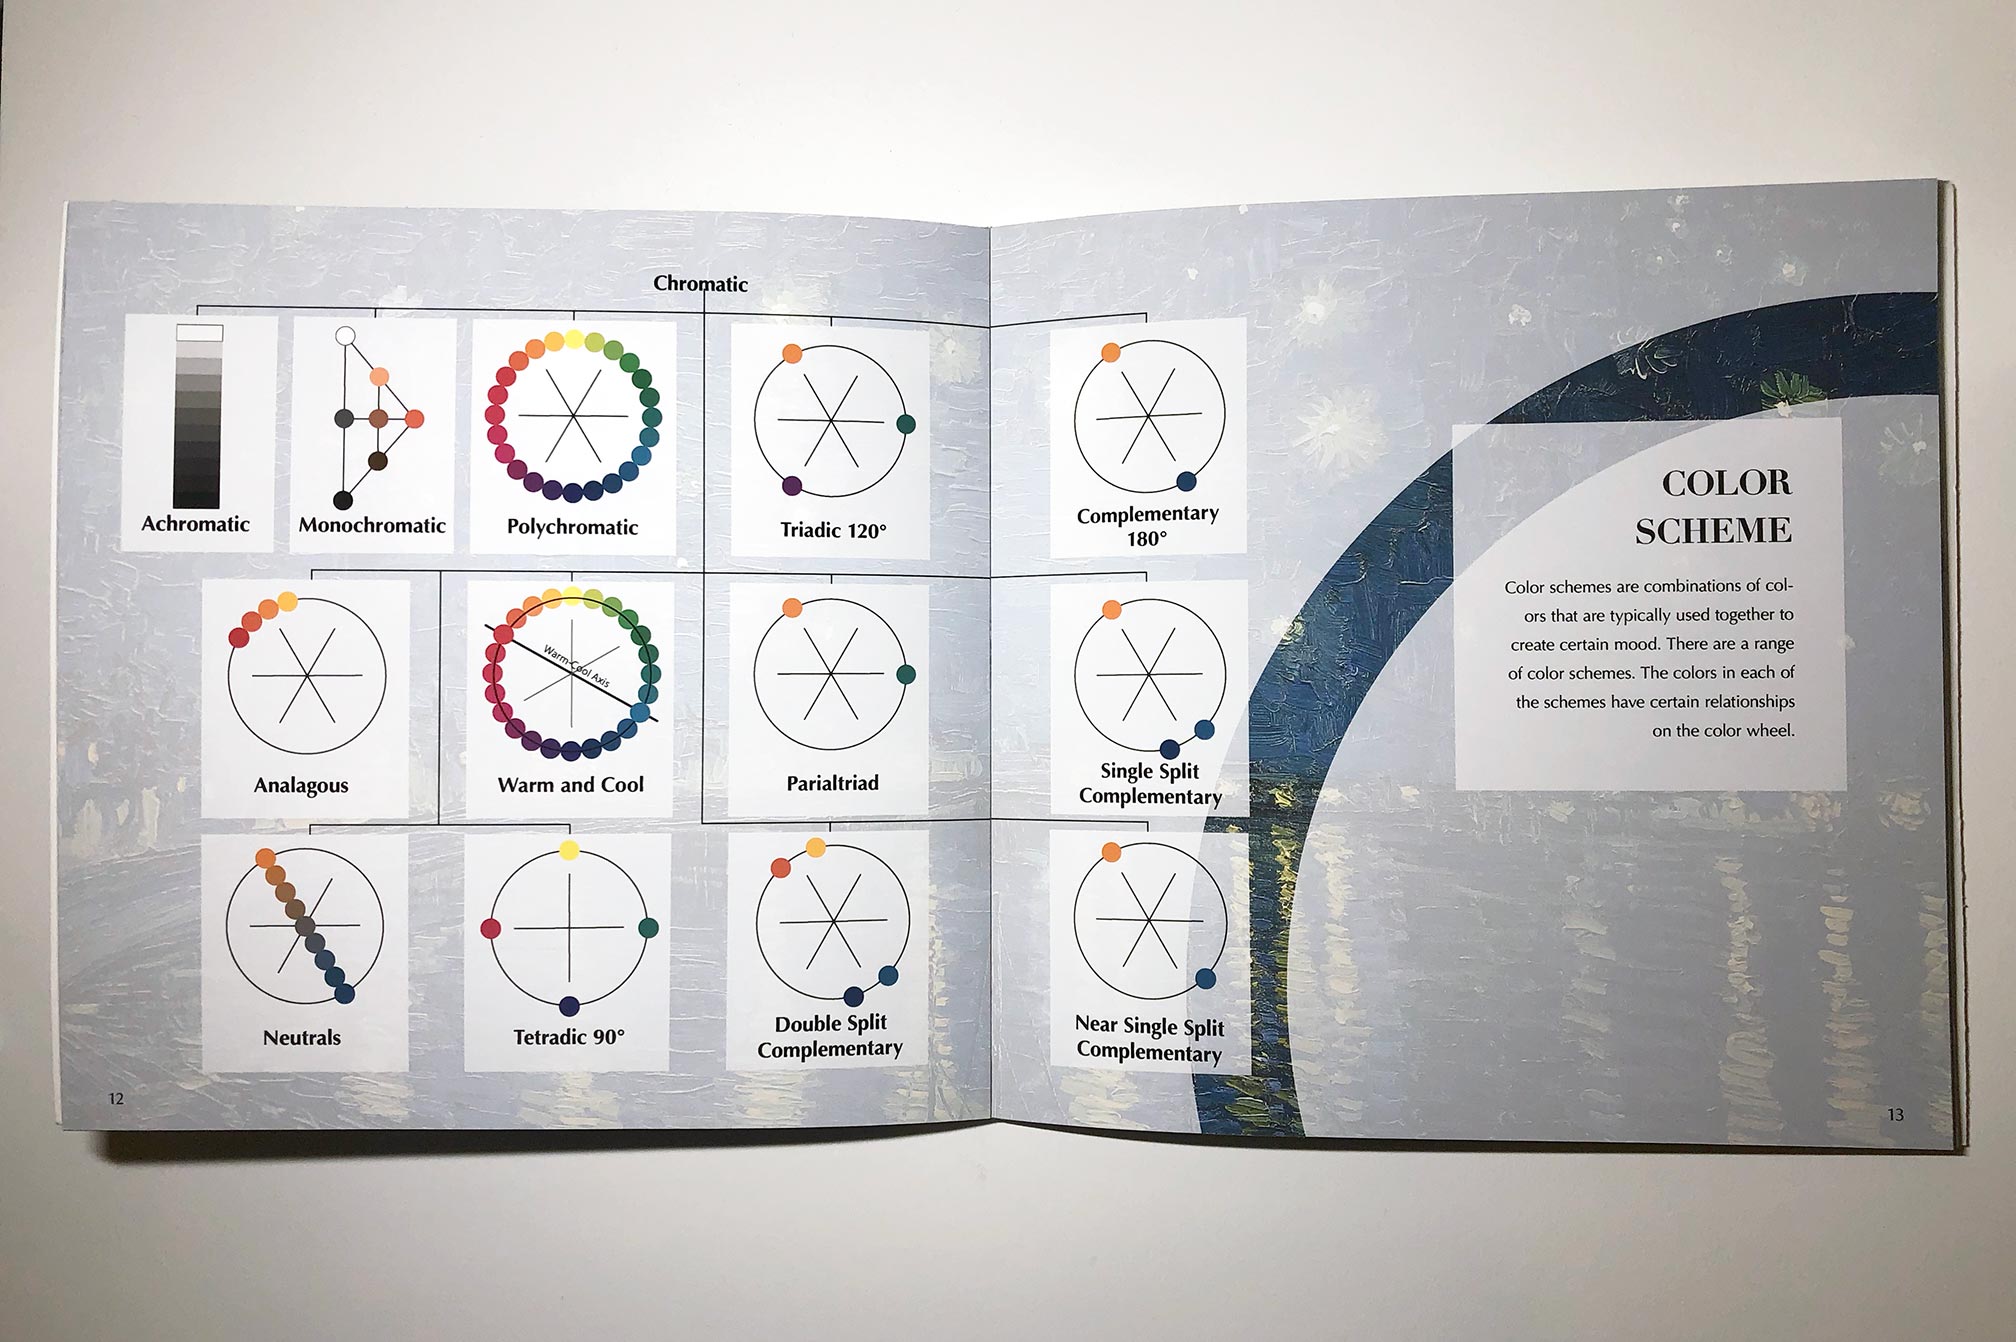 Chromatic
Achromatic
Monochromatic
Polychromatic
Triadic 120°
Complementary
180°
Analagous
Warm-Cool Axis
Warm and Cool
Parialtriad
Single Split
Complementary
Neutrals
Tetradic 90°
Double Split
Complementary
Near Single Split
Complementary
12
COLOR
SCHEME
Color schemes are combinations of col-
ors that are typically used together to
create certain mood. There are a range
of color schemes. The colors in each of
the schemes have certain relationships
on the color wheel.
13